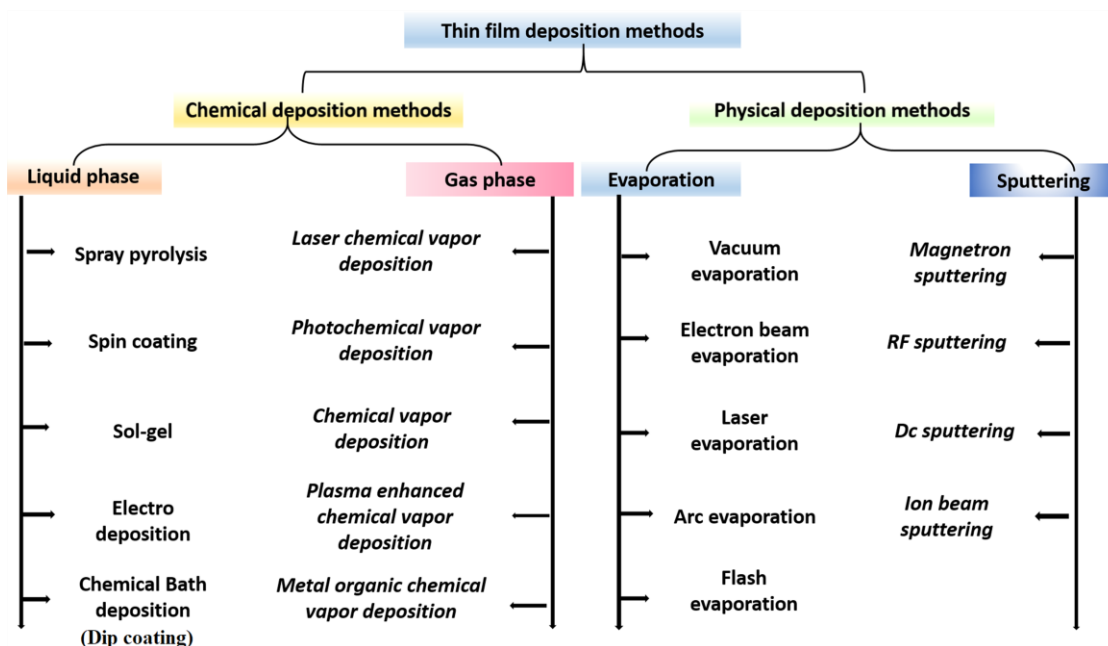 Thin film deposition methods
Chemical deposition methods
Physical deposition methods
Liquid phase
Gas phase
Evaporation
Sputtering
Spray pyrolysis
Spin coating
Sol-gel
Electro
deposition
Chemical Bath
deposition
(Dip coating)
Laser chemical vapor
deposition
Photochemical vapor
deposition
Chemical vapor
deposition
Plasma enhanced
chemical vapor
deposition
Metal organic chemical
vapor deposition
Vacuum
evaporation
Electron beam
evaporation
Laser
evaporation
Arc evaporation
Flash
evaporation
Magnetron
sputtering
RF sputtering
Dc sputtering
Ion beam
sputtering